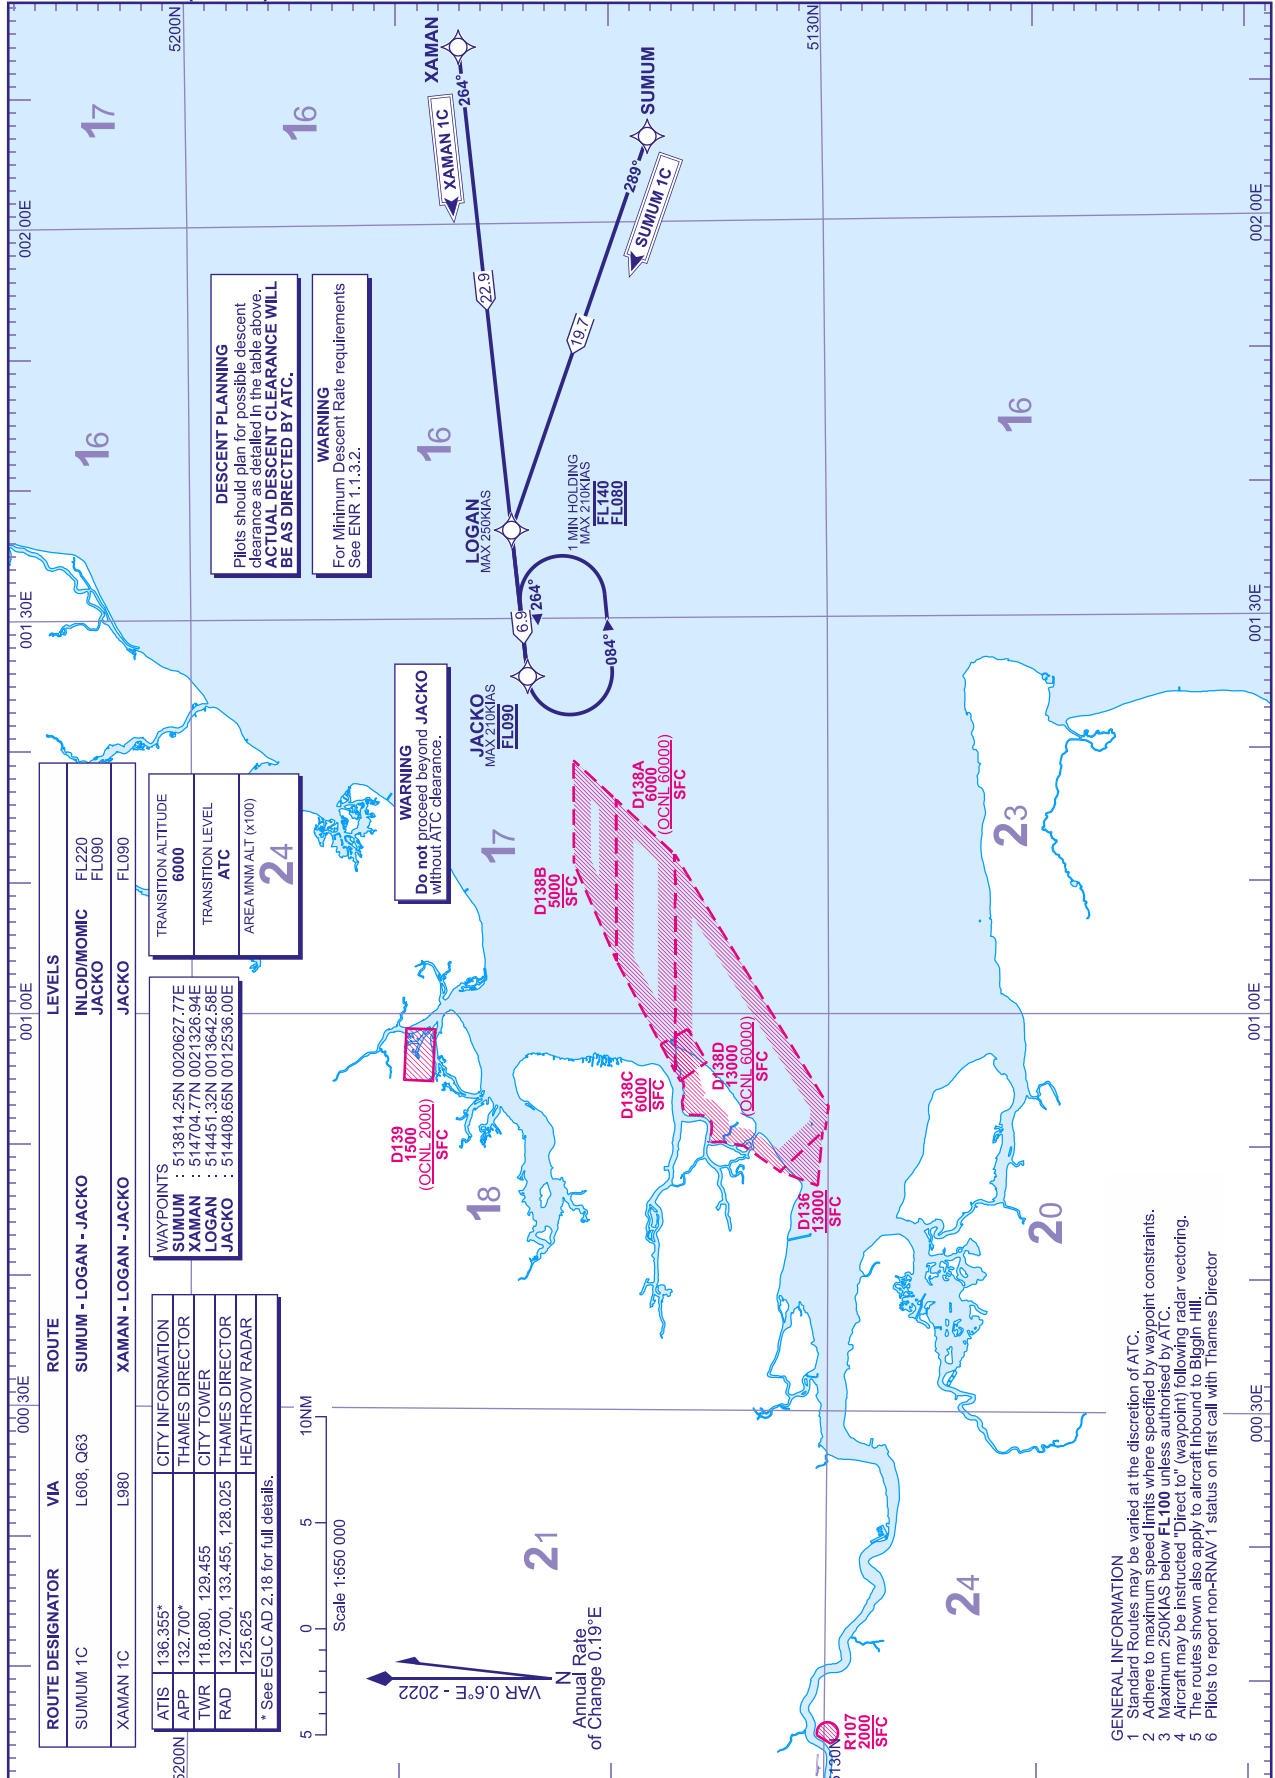 ROUTE DESIGNATOR VIA ROUTE LEVELS
SUMUM 1C L608, Q63 SUMUM - LOGAN - JACKO INLOD/MOMIC FL220
JACKO FL090
XAMAN 1C L980 XAMAN - LOGAN - JACKO JACKO FL090
ATIS 136.355* CITY INFORMATION
APP 132.700* THAMES DIRECTOR
TWR 118.080, 129.455 CITY TOWER
RAD 132.700, 133.455, 128.025 THAMES DIRECTOR
125.625 HEATHROW RADAR
* See EGLC AD 2.18 for full details.
WAYPOINTS
SUMUM : 513814.25N 0020627.77E
XAMAN : 514704.77N 0021326.94E
LOGAN : 514451.32N 0013642.58E
JACKO : 514408.65N 0012536.00E
TRANSITION ALTITUDE
6000
TRANSITION LEVEL
ATC
AREA MNM ALT (x100)
24
DESCENT PLANNING
Pilots should plan for possible descent
clearance as detailed in the table above.
ACTUAL DESCENT CLEARANCE WILL
BE AS DIRECTED BY ATC.
WARNING
For Minimum Descent Rate requirements
See ENR 1.1.3.2.
WARNING
Do not proceed beyond JACKO
without ATC clearance.
5 0 5 10NM
Scale 1:650 000
VAR 0.6°E - 2022
N
Annual Rate
of Change 0.19°E
000 30E
001 00E
001 30E
002 00E
5200N
5200N
5130N
5130N
000 30E
001 00E
001 30E
002 00E
17
16
16
16
16
17
18
21
24
20
23
XAMAN
264°
XAMAN 1C
22.9
SUMUM
289°
SUMUM 1C
19.7
LOGAN
MAX 250KIAS
6.9
264°
084°
1 MIN HOLDING
MAX 210KIAS
FL140
FL080
JACKO
MAX 210KIAS
FL090
D139
1500
(OCNL 2000)
SFC
D138B
5000
SFC
D138A
6000
(OCNL 60000)
SFC
D138C
6000
SFC
D138D
13000
(OCNL 60000)
SFC
D136
13000
SFC
R107
2000
SFC
GENERAL INFORMATION
1 Standard Routes may be varied at the discretion of ATC.
2 Adhere to maximum speed limits where specified by waypoint constraints.
3 Maximum 250KIAS below FL100 unless authorised by ATC.
4 Aircraft may be instructed "Direct to" (waypoint) following radar vectoring.
5 The routes shown also apply to aircraft inbound to Biggin Hill.
6 Pilots to report non-RNAV 1 status on first call with Thames Director